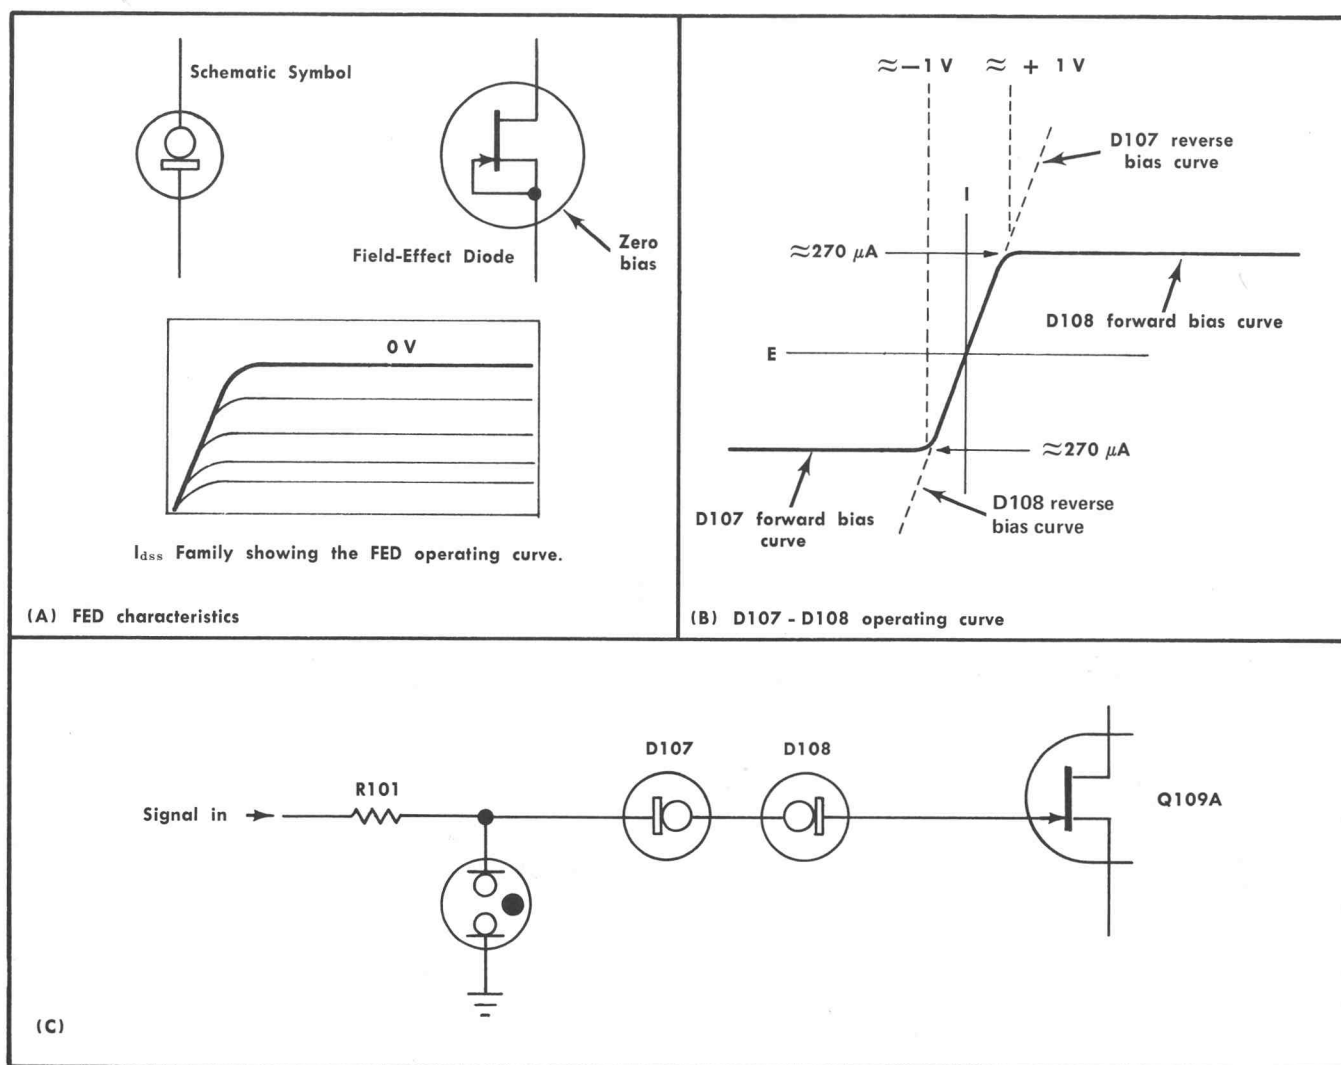 Schematic Symbol
Field-Effect Diode
Zero
bias
0 V
I_dss Family showing the FED operating curve.
(A) FED characteristics
≈−1 V ≈ + 1 V
D107 reverse
bias curve
I
≈270 μA
D108 forward bias curve
E
≈270 μA
D107 forward bias
curve
D108 reverse
bias curve
(B) D107 - D108 operating curve
D107
D108
R101
Signal in
Q109A
(C)